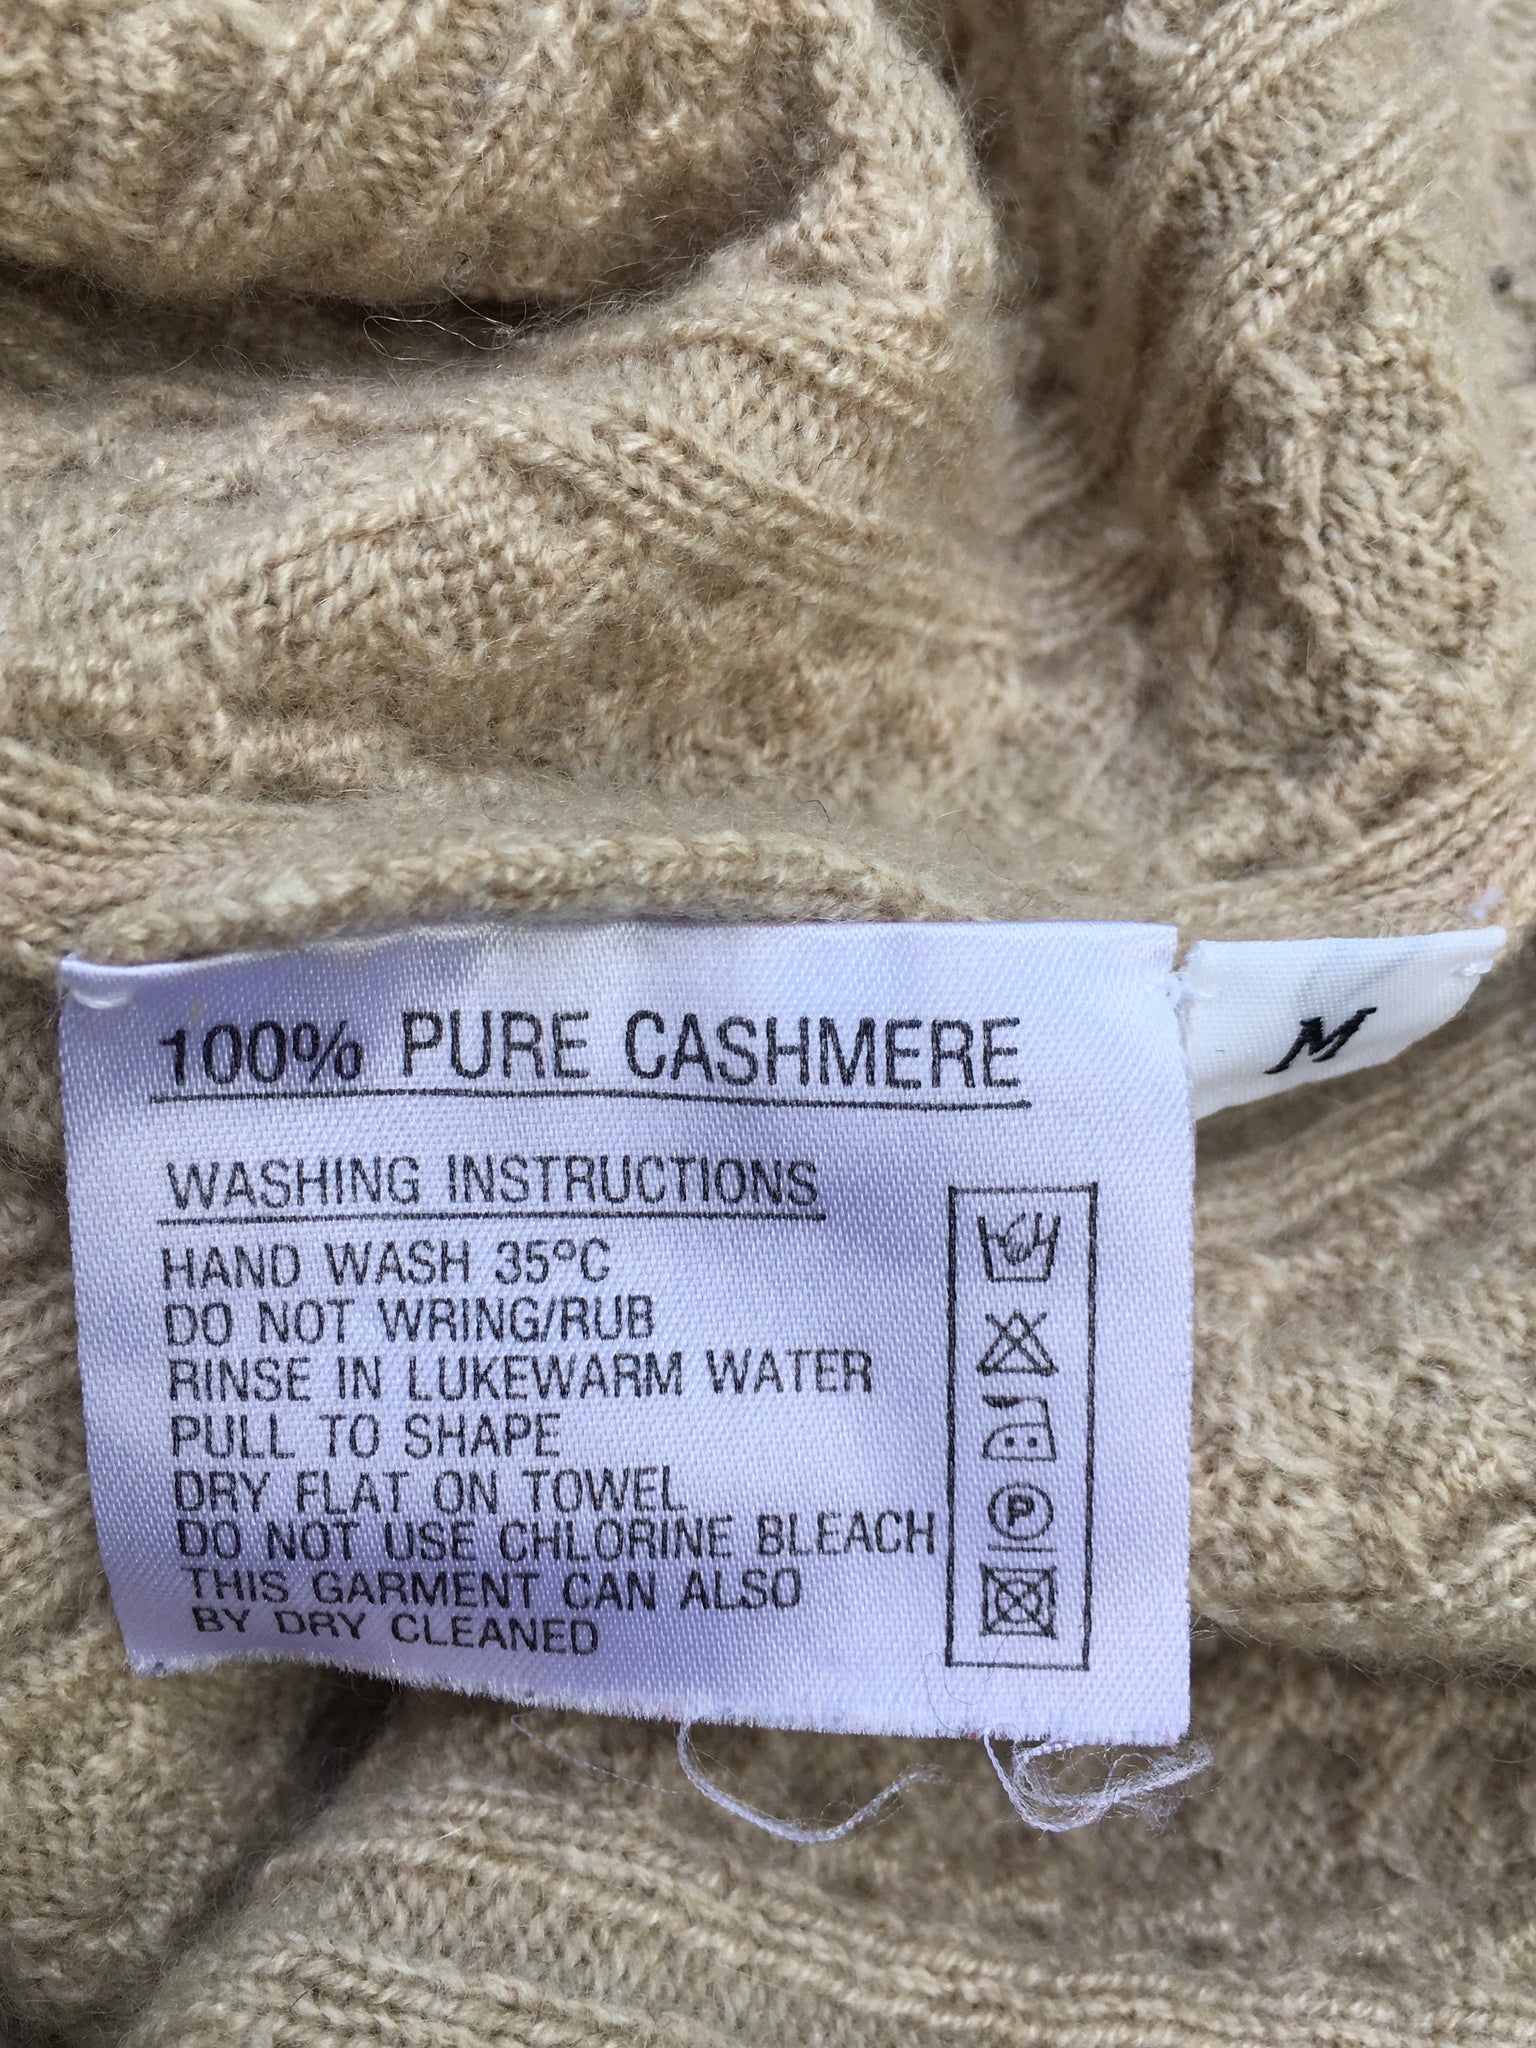 100% PURE CASHMERE
M
WASHING INSTRUCTIONS
HAND WASH 35ºC
DO NOT WRING/RUB
RINSE IN LUKEWARM WATER
PULL TO SHAPE
DRY FLAT ON TOWEL
DO NOT USE CHLORINE BLEACH
THIS GARMENT CAN ALSO
BY DRY CLEANED
P